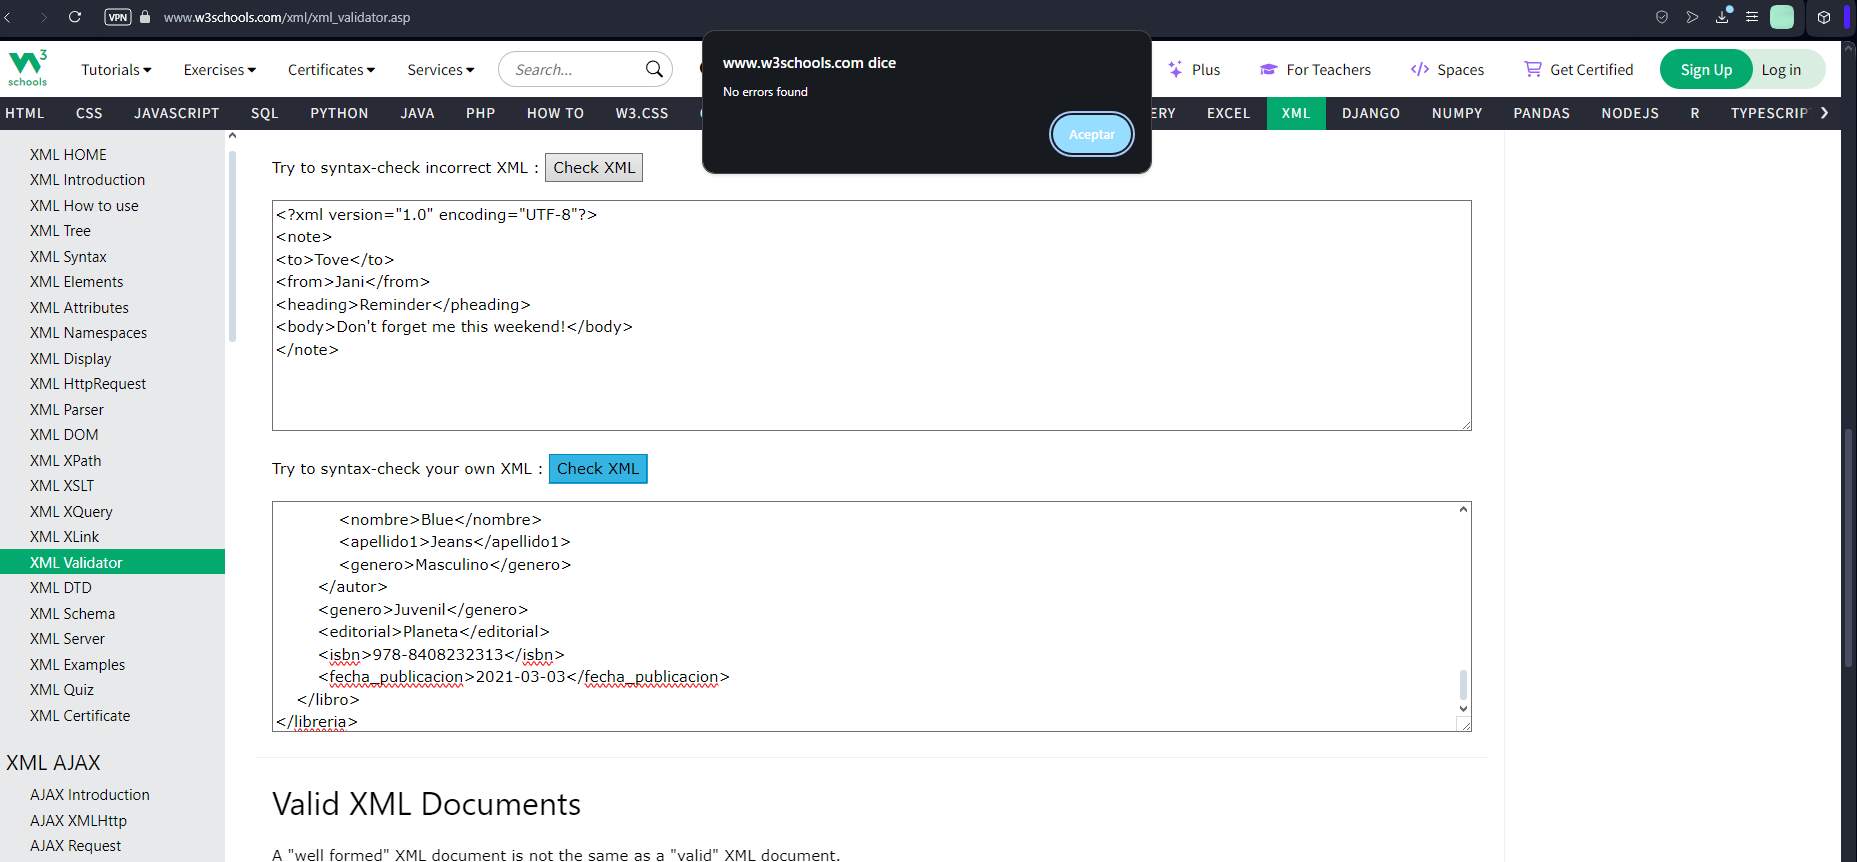 VPN www.w3schools.com/xml/xml_validator.asp
www.w3schools.com dice
No errors found
Aceptar
W3 schools
Tutorials Exercises Certificates Services Search... Plus For Teachers Spaces Get Certified Sign Up Log in
HTML CSS JAVASCRIPT SQL PYTHON JAVA PHP HOW TO W3.CSS ERY EXCEL XML DJANGO NUMPY PANDAS NODEJS R TYPESCRIP
XML HOME
XML Introduction
XML How to use
XML Tree
XML Syntax
XML Elements
XML Attributes
XML Namespaces
XML Display
XML HttpRequest
XML Parser
XML DOM
XML XPath
XML XSLT
XML XQuery
XML XLink
XML Validator
XML DTD
XML Schema
XML Server
XML Examples
XML Quiz
XML Certificate
XML AJAX
AJAX Introduction
AJAX XMLHttp
AJAX Request
Try to syntax-check incorrect XML : Check XML
<?xml version="1.0" encoding="UTF-8"?>
<note>
<to>Tove</to>
<from>Jani</from>
<heading>Reminder</pheading>
<body>Don't forget me this weekend!</body>
</note>
Try to syntax-check your own XML : Check XML
<nombre>Blue</nombre>
<apellido1>Jeans</apellido1>
<genero>Masculino</genero>
</autor>
<genero>Juvenil</genero>
<editorial>Planeta</editorial>
<isbn>978-8408232313</isbn>
<fecha_publicacion>2021-03-03</fecha_publicacion>
</libro>
</libreria>
Valid XML Documents
A "well formed" XML document is not the same as a "valid" XML document.